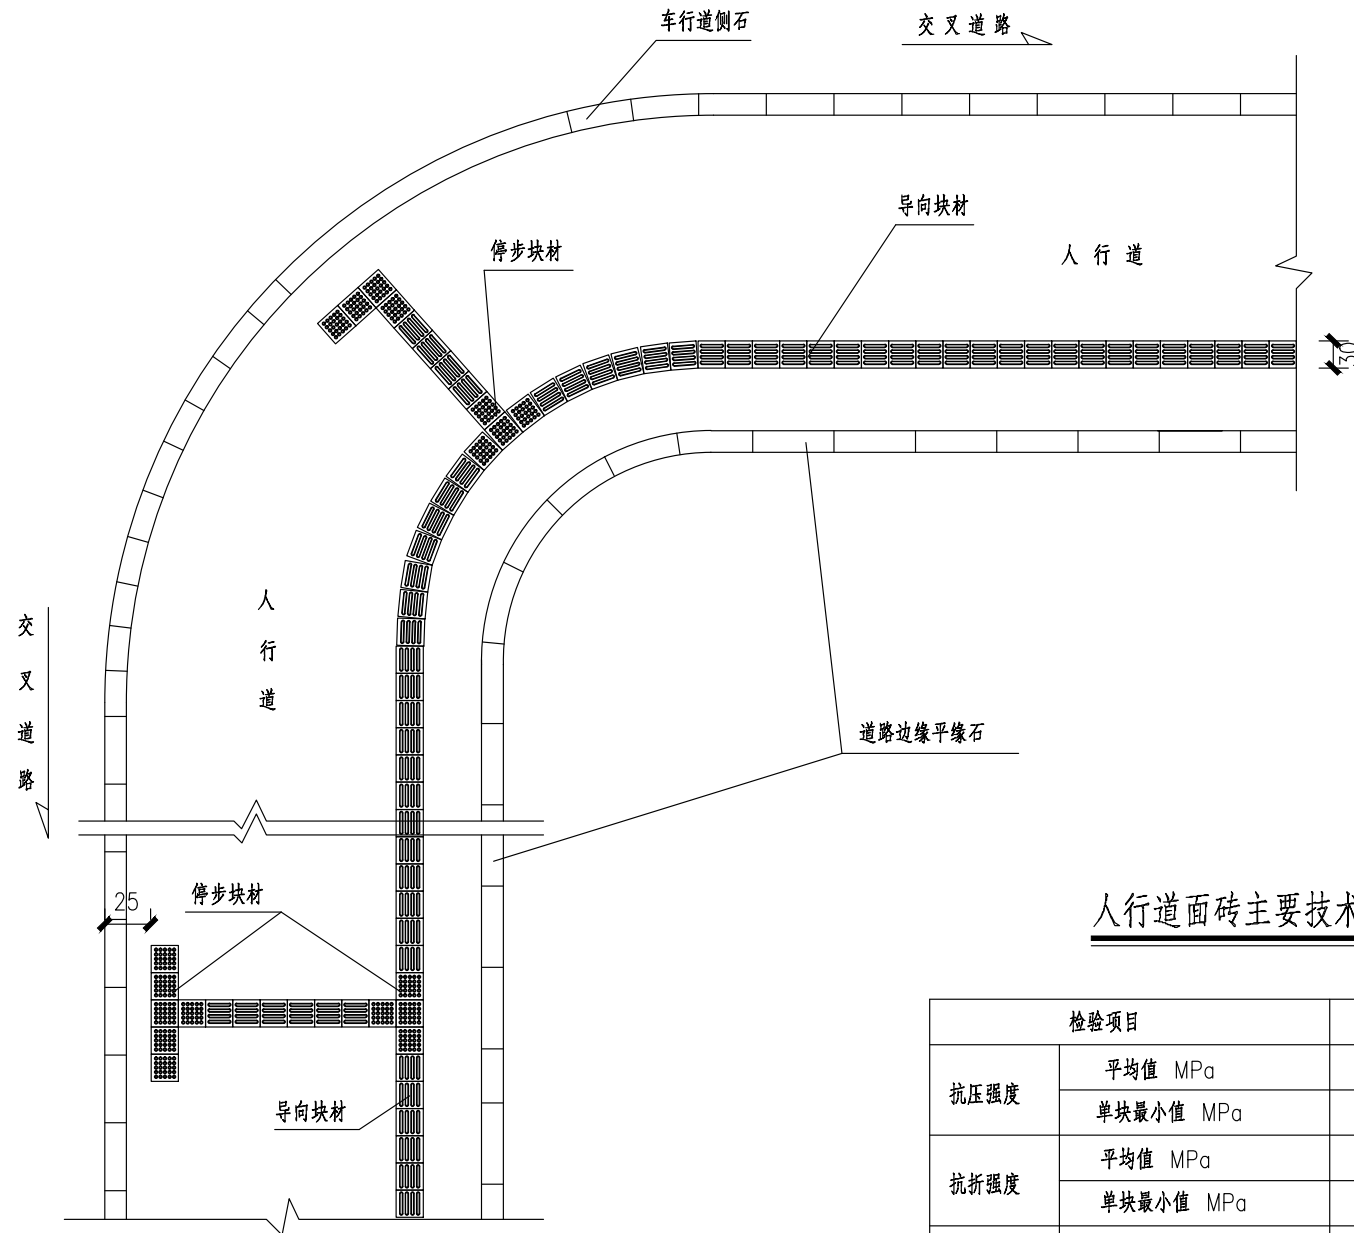 车行道侧石
交叉道路
导向块材
停步块材
人行道
30
人行道
交叉道路
道路边缘平缘石
25
停步块材
导向块材
人行道面砖主要技术
检验项目
抗压强度
平均值 MPa
单块最小值 MPa
抗折强度
平均值 MPa
单块最小值 MPa